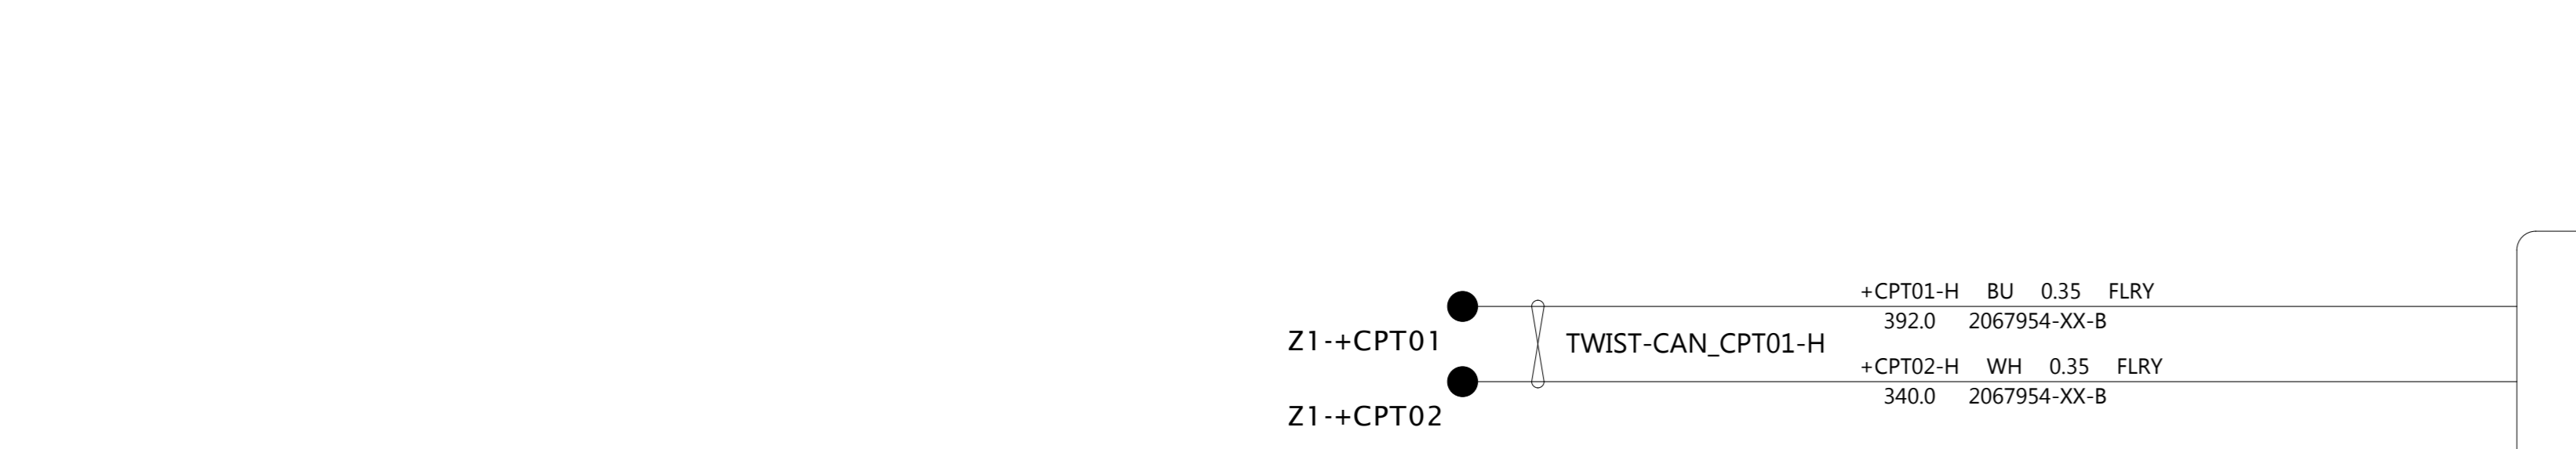 +CPT01-H BU 0.35 FLRY
392.0 2067954-XX-B
Z1-+CPT01
TWIST-CAN_CPT01-H
+CPT02-H WH 0.35 FLRY
340.0 2067954-XX-B
Z1-+CPT02